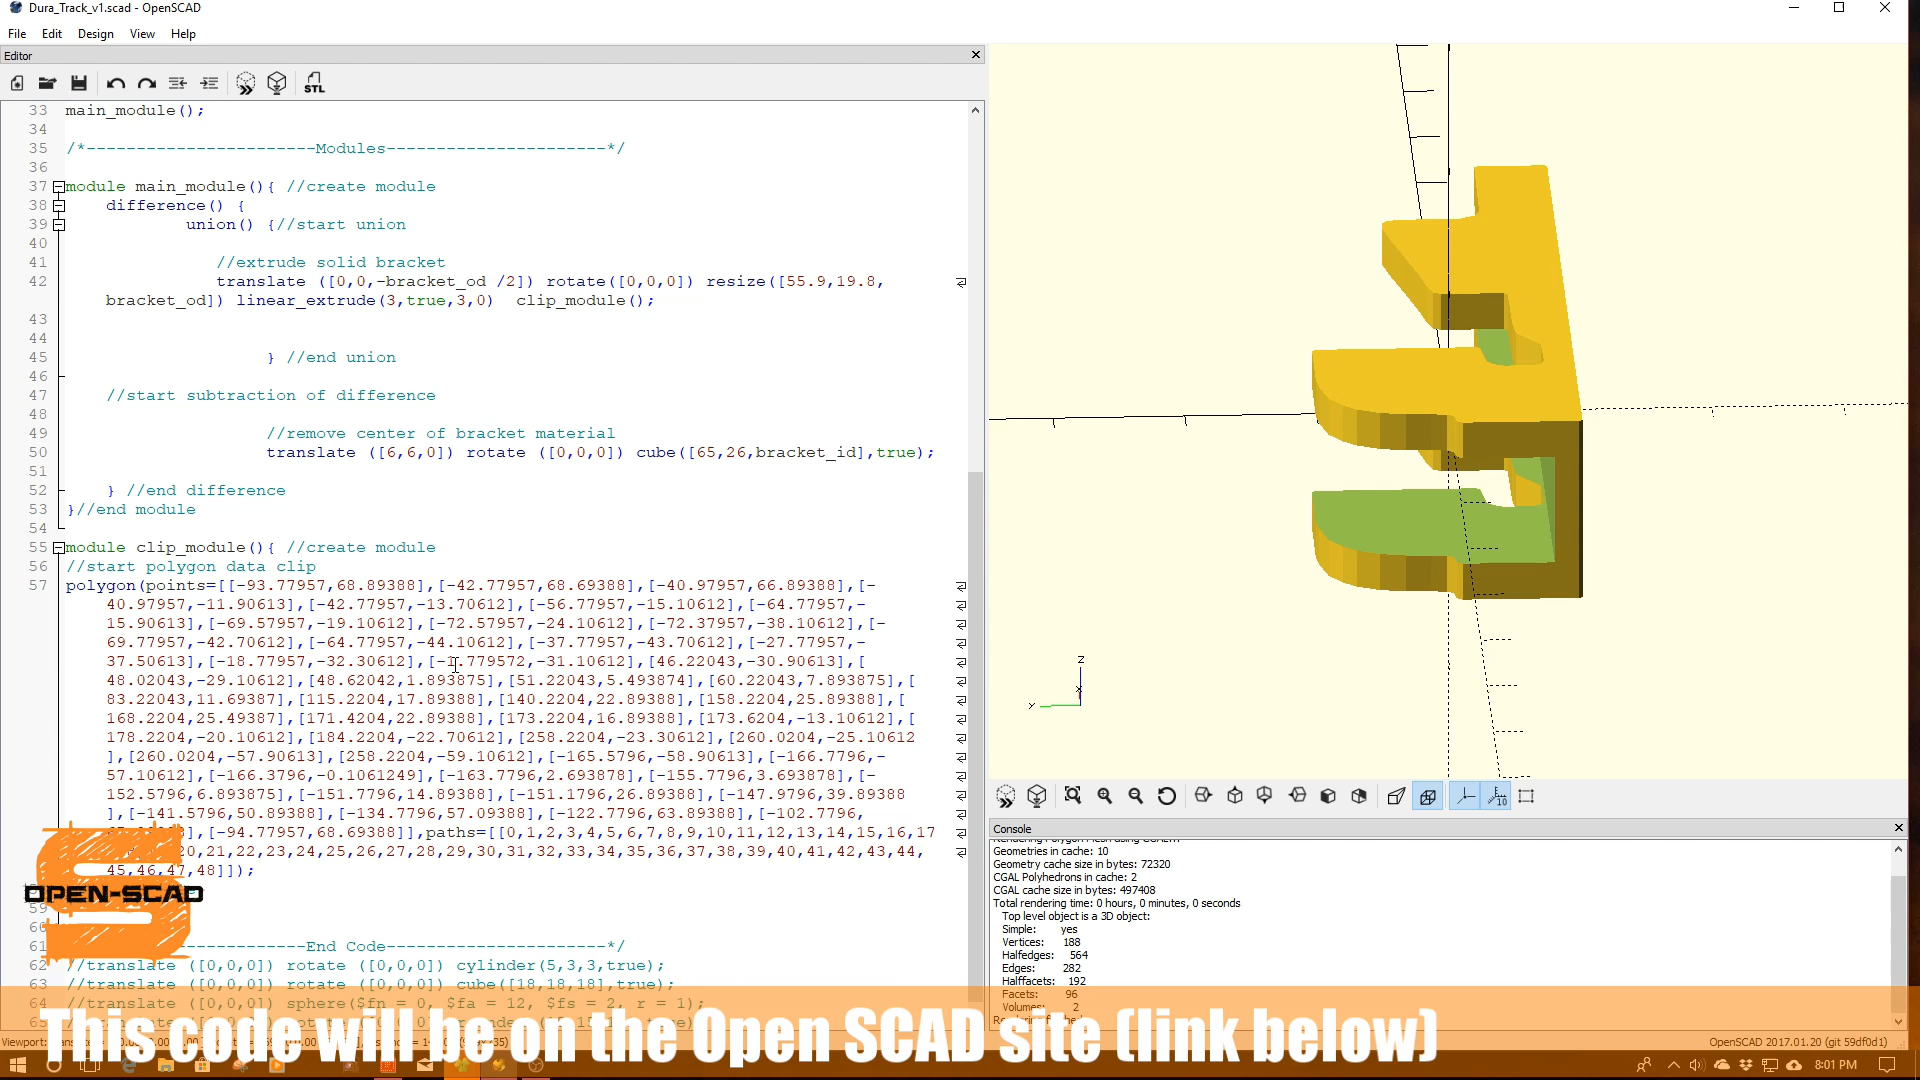 Dura_Track_v1.scad - OpenSCAD
File Edit Design View Help
Editor
STL
33 main_module();
34
35 /*-----------------------Modules----------------------*/
36
37 module main_module(){ //create module
38 difference() {
39 union() {//start union
40
41 //extrude solid bracket
42 translate ([0,0,-bracket_od /2]) rotate([0,0,0]) resize([55.9,19.8,
bracket_od]) linear_extrude(3,true,3,0) clip_module();
43
44
45 } //end union
46
47 //start subtraction of difference
48
49 //remove center of bracket material
50 translate ([6,6,0]) rotate ([0,0,0]) cube([65,26,bracket_id],true);
51
52 } //end difference
53 }//end module
54
55 module clip_module(){ //create module
56 //start polygon data clip
57 polygon(points=[[-93.77957,68.89388],[-42.77957,68.69388],[-40.97957,66.89388],[-
40.97957,-11.90613],[-42.77957,-13.70612],[-56.77957,-15.10612],[-64.77957,-
15.90613],[-69.57957,-19.10612],[-72.57957,-24.10612],[-72.37957,-38.10612],[-
69.77957,-42.70612],[-64.77957,-44.10612],[-37.77957,-43.70612],[-27.77957,-
37.50613],[-18.77957,-32.30612],[-1.779572,-31.10612],[46.22043,-30.90613],[
48.02043,-29.10612],[48.62042,1.893875],[51.22043,5.493874],[60.22043,7.893875],[
83.22043,11.69387],[115.2204,17.89388],[140.2204,22.89388],[158.2204,25.89388],[
168.2204,25.49387],[171.4204,22.89388],[173.2204,16.89388],[173.6204,-13.10612],[
178.2204,-20.10612],[184.2204,-22.70612],[258.2204,-23.30612],[260.0204,-25.10612
],[260.0204,-57.90613],[258.2204,-59.10612],[-165.5796,-58.90613],[-166.7796,-
57.10612],[-166.3796,-0.1061249],[-163.7796,2.693878],[-155.7796,3.693878],[-
152.5796,6.893875],[-151.7796,14.89388],[-151.1796,26.89388],[-147.9796,39.89388
],[-141.5796,50.89388],[-134.7796,57.09388],[-122.7796,63.89388],[-102.7796,
],[-94.77957,68.69388]],paths=[[0,1,2,3,4,5,6,7,8,9,10,11,12,13,14,15,16,17
20,21,22,23,24,25,26,27,28,29,30,31,32,33,34,35,36,37,38,39,40,41,42,43,44,
45,46,47,48]]);
OPEN-SCAD
59
60
61 -------------End Code----------------------*/
62 //translate ([0,0,0]) rotate ([0,0,0]) cylinder(5,3,3,true);
63 //translate ([0,0,0]) rotate ([0,0,0]) cube([18,18,18],true);
64 //translate ([0,0,0]) sphere($fn = 0, $fa = 12, $fs = 2, r = 1);
65
z
x
y
10
Console
Geometries in cache: 10
Geometry cache size in bytes: 72320
CGAL Polyhedrons in cache: 2
CGAL cache size in bytes: 497408
Total rendering time: 0 hours, 0 minutes, 0 seconds
Top level object is a 3D object:
Simple: yes
Vertices: 188
Halfedges: 564
Edges: 282
Halffacets: 192
Facets: 96
Volumes: 2
This code will be on the Open SCAD site (link below)
OpenSCAD 2017.01.20 (git 59df0d1)
8:01 PM